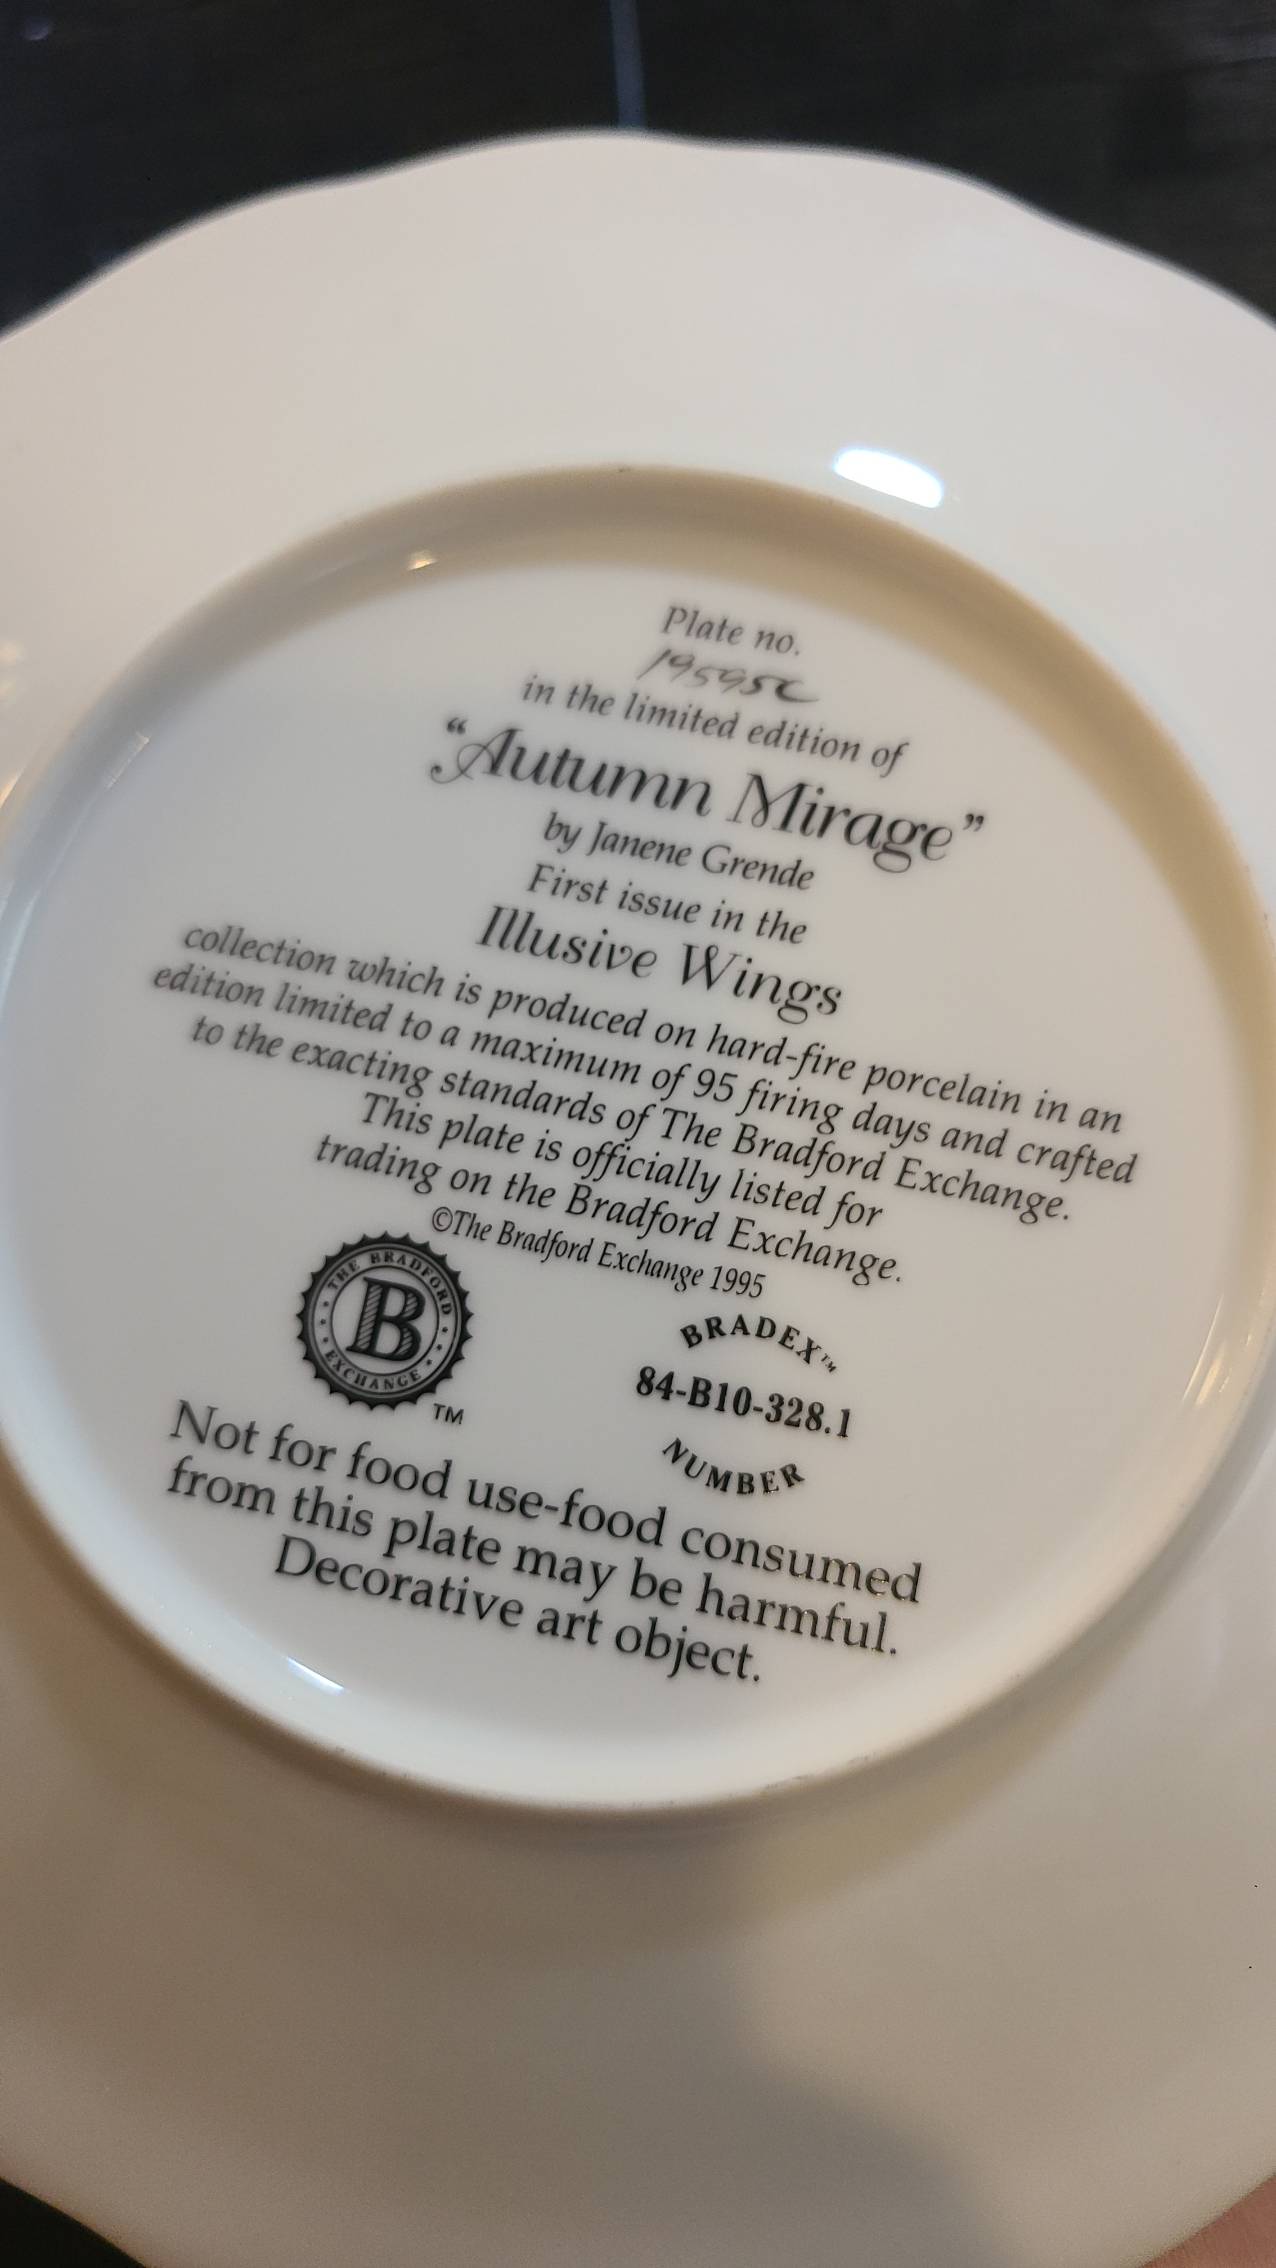 Plate no.
19595C
in the limited edition of
“Autumn Mirage”
by Janene Grende
First issue in the
Illusive Wings
collection which is produced on hard-fire porcelain in an
edition limited to a maximum of 95 firing days and crafted
to the exacting standards of The Bradford Exchange.
This plate is officially listed for
trading on the Bradford Exchange.
©The Bradford Exchange 1995
THE BRADFORD
B
EXCHANGE
TM
BRADEX™
84-B10-328.1
NUMBER
Not for food use-food consumed
from this plate may be harmful.
Decorative art object.